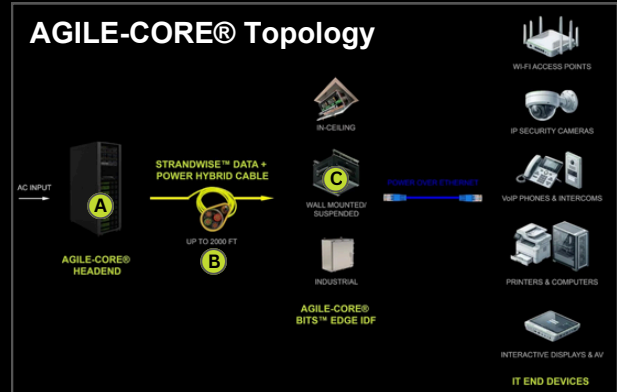 AGILE-CORE® Topology
WI-FI ACCESS POINTS
IN-CEILING
IP SECURITY CAMERAS
STRANDWISE™ DATA +
POWER HYBRID CABLE
AC INPUT
A
C
POWER OVER ETHERNET
WALL MOUNTED/
SUSPENDED
VoIP PHONES & INTERCOMS
UP TO 2000 FT
B
AGILE-CORE®
HEADEND
INDUSTRIAL
PRINTERS & COMPUTERS
AGILE-CORE®
BITS™ EDGE IDF
INTERACTIVE DISPLAYS & AV
IT END DEVICES